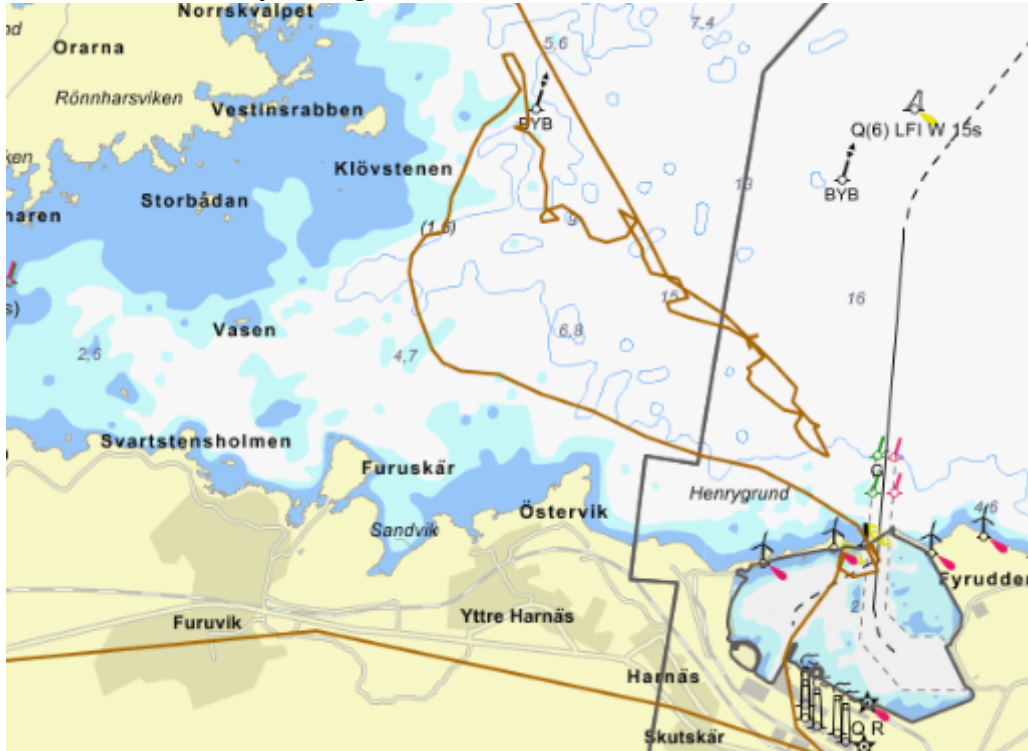 Norrskvalpet
Orarna
5,6
7,4
Rönnharsviken
Vestinsrabben
BYB
Q(6) LFI W 15s
Klövstenen
13
BYB
Storbådan
naren
(1,6)
9
s)
15
16
Vasen
6,8
2,6
4,7
Svartstensholmen
Furuskär
G
Henrygrund
Östervik
4,6
Sandvik
Fyrudden
2
Furuvik
Yttre Harnäs
Harnäs
Q R
Skutskär